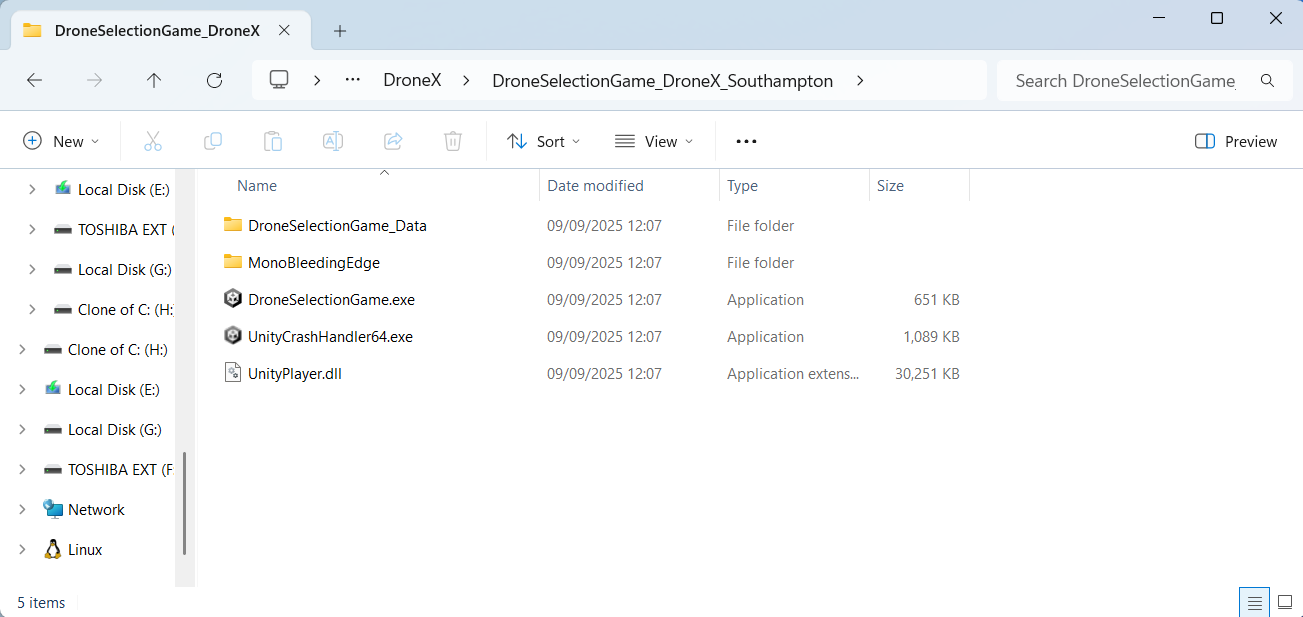 DroneSelectionGame_DroneX
DroneX DroneSelectionGame_DroneX_Southampton Search DroneSelectionGame_
New Sort View Preview
Name Date modified Type Size
Local Disk (E:)
TOSHIBA EXT (
Local Disk (G:)
Clone of C: (H:
Clone of C: (H:)
Local Disk (E:)
Local Disk (G:)
TOSHIBA EXT (F
Network
Linux
DroneSelectionGame_Data 09/09/2025 12:07 File folder
MonoBleedingEdge 09/09/2025 12:07 File folder
DroneSelectionGame.exe 09/09/2025 12:07 Application 651 KB
UnityCrashHandler64.exe 09/09/2025 12:07 Application 1,089 KB
UnityPlayer.dll 09/09/2025 12:07 Application extens... 30,251 KB
5 items